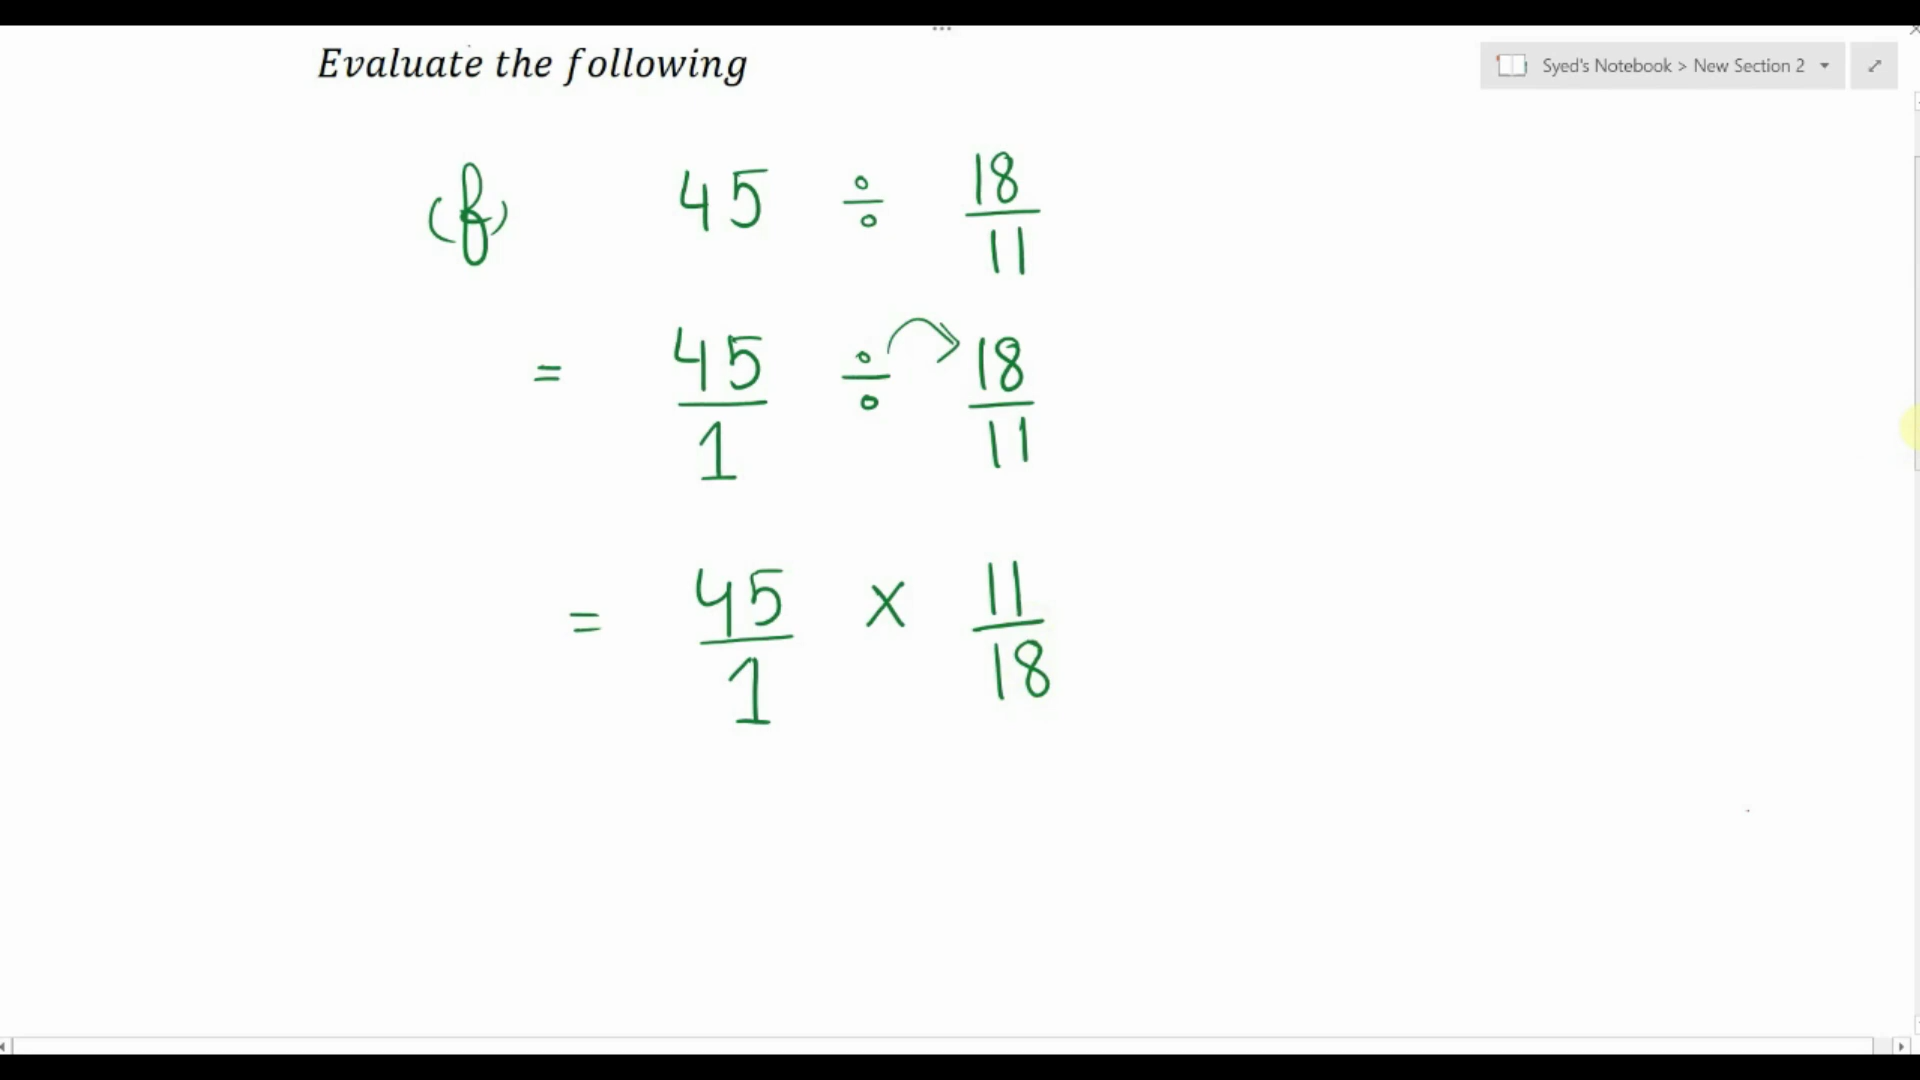 Evaluate the following
Syed's Notebook > New Section 2
(f) 45 ÷ 18/11
= 45/1 ÷ 18/11
= 45/1 × 11/18